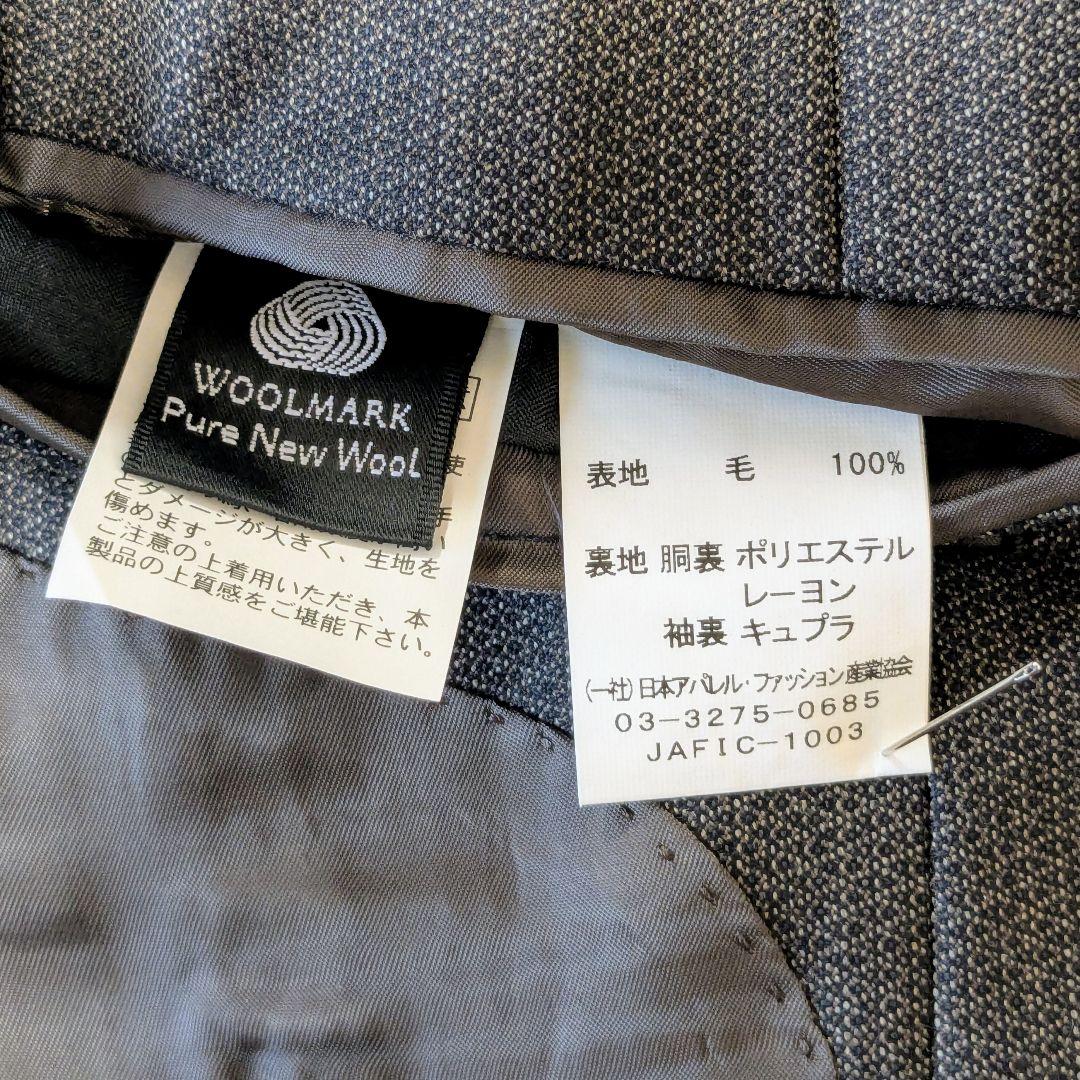 WOOLMARK
Pure New Wool
使
手
とダメージが大きく、生地を
傷めます。
ご注意の上着用いただき、本
製品の上質感をご堪能下さい。
表地 毛 100%
裏地 胴裏 ポリエステル
レーヨン
袖裏 キュプラ
(一社)日本アパレル・ファッション産業協会
03-3275-0685
JAFIC-1003